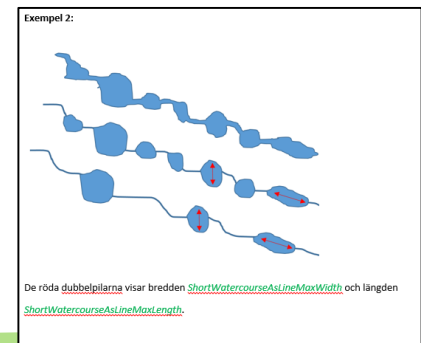 Exempel 2:
De röda dubbelpilarna visar bredden ShortWatercourseAsLineMaxWidth och längden
ShortWatercourseAsLineMaxLength.